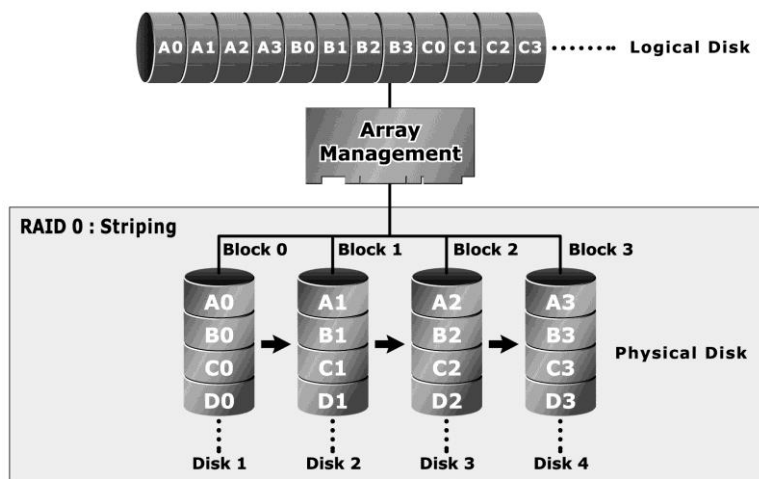 A0 A1 A2 A3 B0 B1 B2 B3 C0 C1 C2 C3 Logical Disk
Array
Management
RAID 0 : Striping
Block 0 Block 1 Block 2 Block 3
A0 A1 A2 A3
B0 B1 B2 B3
Physical Disk
C0 C1 C2 C3
D0 D1 D2 D3
Disk 1 Disk 2 Disk 3 Disk 4